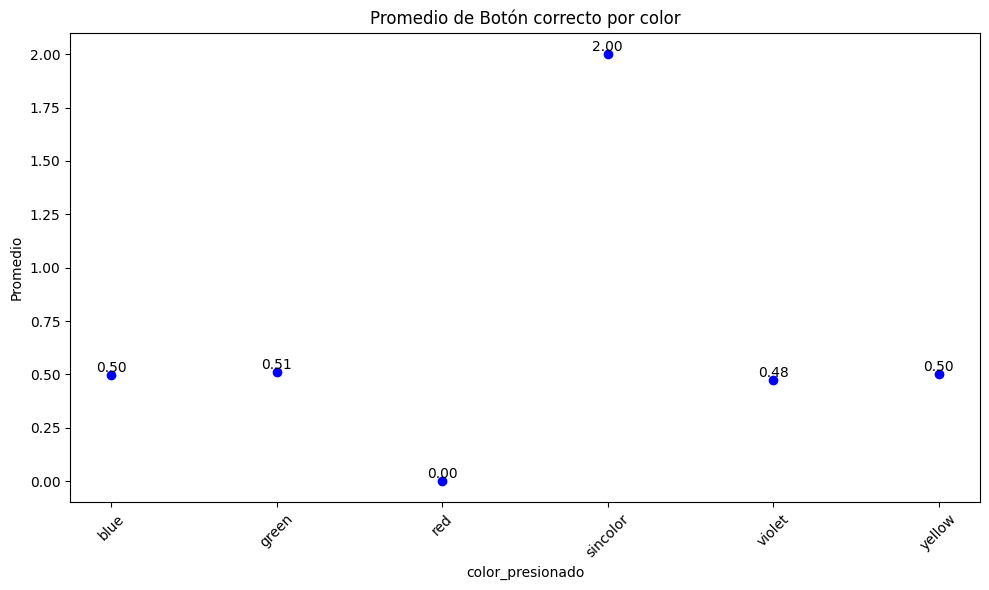 Promedio de Botón correcto por color
2.00
2.00
1.75
1.50
1.25
1.00
Promedio
0.75
0.50
0.50
0.51
0.48
0.50
0.25
0.00
0.00
blue
green
red
sincolor
violet
yellow
color_presionado